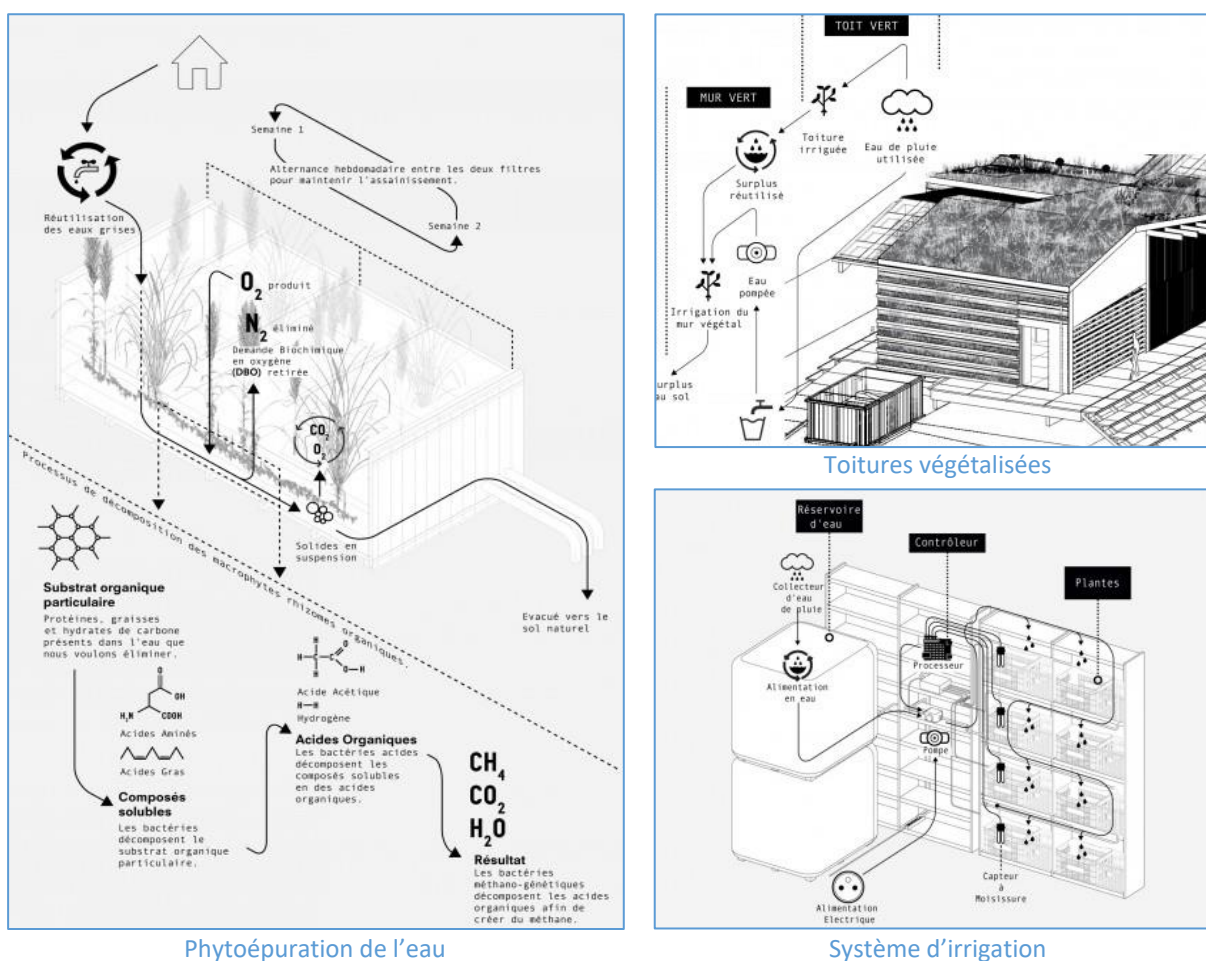 Semaine 1
Alternance hebdomadaire entre les deux filtres
pour maintenir l'assainissement.
Semaine 2
Réutilisation
des eaux grises
O2 produit
N2 éliminé
Demande Biochimique
en oxygène
(DBO) retirée
CO2
O2
Solides en
suspension
Processus de décomposition des macrophytes rhizomes organiques.
Evacué vers le
sol naturel
Substrat organique
particulaire
Protéines, graisses
et hydrates de carbone
présents dans l'eau que
nous voulons éliminer.
O
OH
H2N
COOH
Acides Aminés
Acides Gras
Composés
solubles
Les bactéries
décomposent le
substrat organique
particulaire.
H
O
H-C-C
H
O-H
Acide Acétique
H-H
Hydrogène
Acides Organiques
Les bactéries acides
décomposent les
composés solubles
en des acides
organiques.
CH4
CO2
H2O
Résultat
Les bactéries
méthano-génétiques
décomposent les acides
organiques afin de
créer du méthane.
Phytoépuration de l'eau
TOIT VERT
MUR VERT
Toiture
irriguée
Eau de pluie
utilisée
Surplus
réutilisé
Eau
pompée
Irrigation du
mur végétal
urplus
au sol
Toitures végétalisées
Réservoire
d'eau
Contrôleur
Plantes
Collecteur
d'eau
de pluie
Processeur
Alimentation
en eau
Pompe
Capteur
à
Moisissure
Alimentation
Electrique
Système d'irrigation